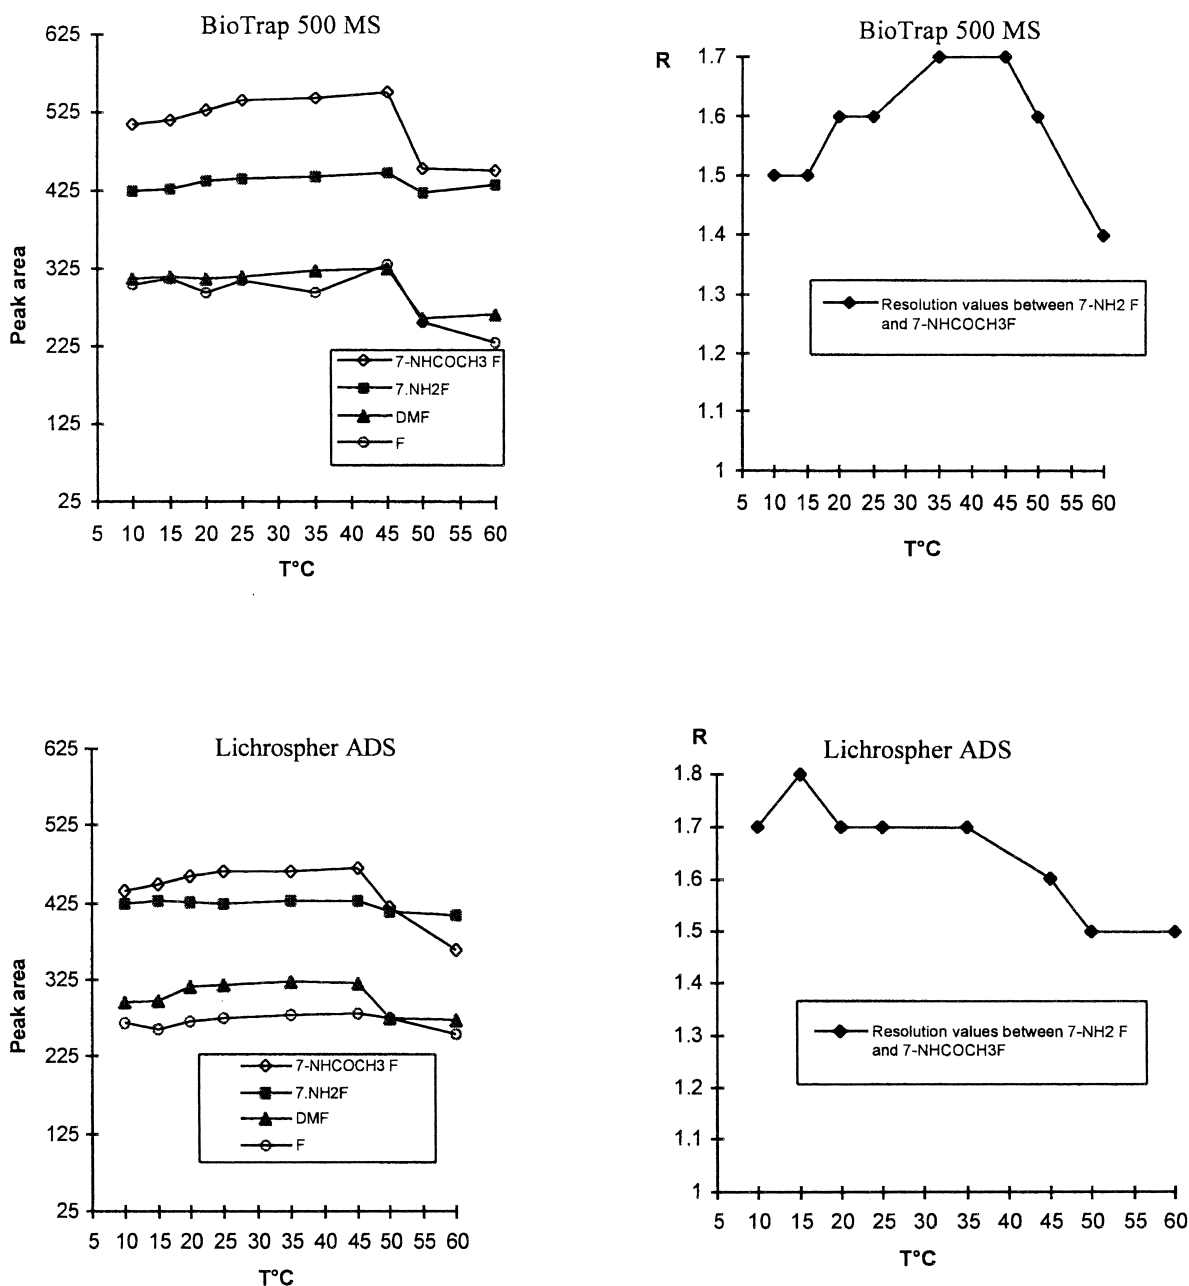 BioTrap 500 MS
625
525
425
325
225
125
25
Peak area
7-NHCOCH3 F
7.NH2F
DMF
F
5 10 15 20 25 30 35 40 45 50 55 60
T°C
BioTrap 500 MS
R
1.7
1.6
1.5
1.4
1.3
1.2
1.1
1
Resolution values between 7-NH2 F
and 7-NHCOCH3F
5 10 15 20 25 30 35 40 45 50 55 60
T°C
Lichrospher ADS
625
525
425
325
225
125
25
Peak area
7-NHCOCH3 F
7.NH2F
DMF
F
5 10 15 20 25 30 35 40 45 50 55 60
T°C
R
Lichrospher ADS
1.8
1.7
1.6
1.5
1.4
1.3
1.2
1.1
1
Resolution values between 7-NH2 F
and 7-NHCOCH3F
5 10 15 20 25 30 35 40 45 50 55 60
T°C